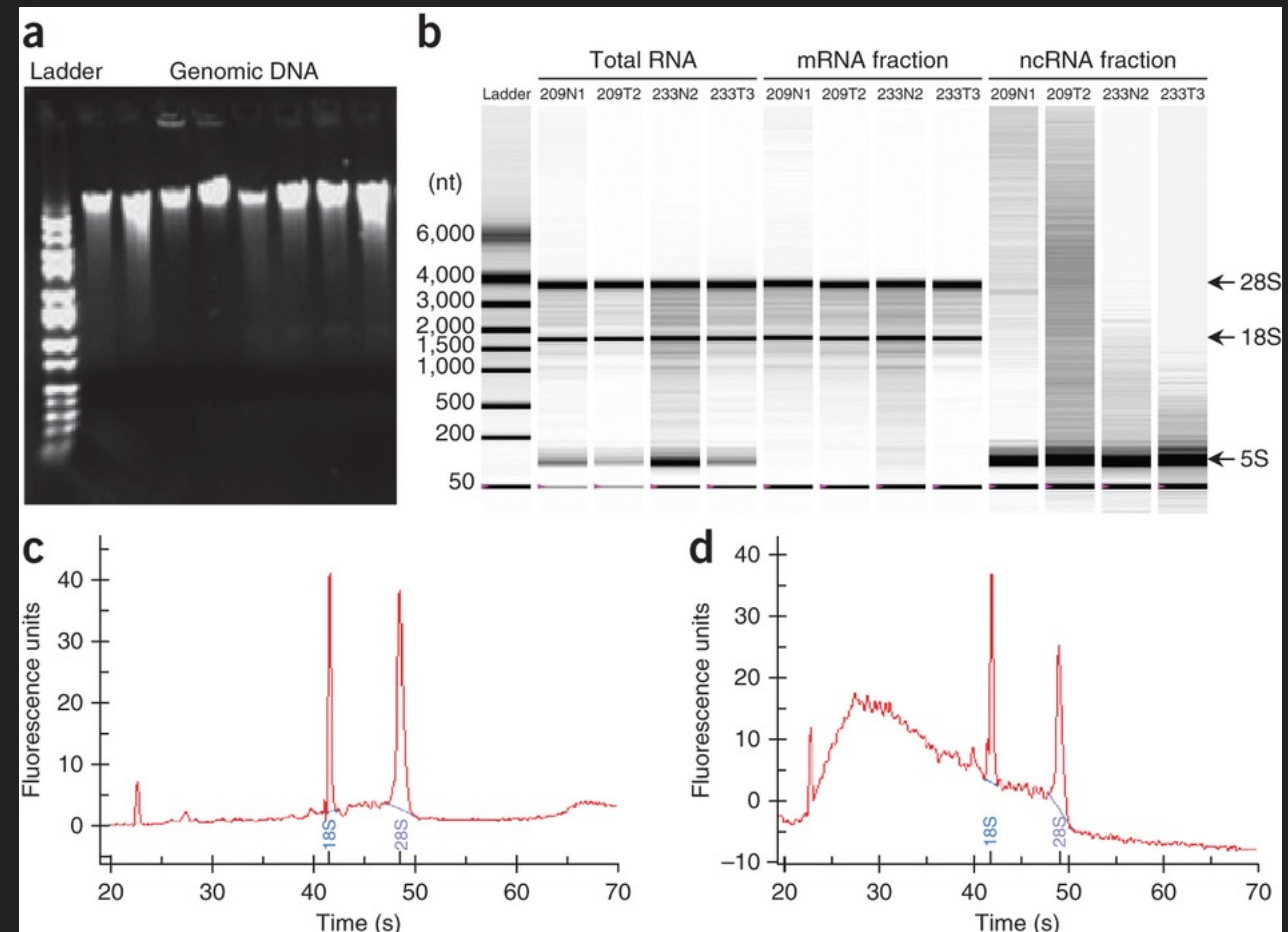 a
Ladder Genomic DNA
b
Total RNA mRNA fraction ncRNA fraction
Ladder 209N1 209T2 233N2 233T3 209N1 209T2 233N2 233T3 209N1 209T2 233N2 233T3
(nt)
6,000
4,000
3,000
2,000
1,500
1,000
500
200
50
← 28S
← 18S
← 5S
c
Fluorescence units
40
30
20
10
0
18S
28S
20 30 40 50 60 70
Time (s)
d
Fluorescence units
40
30
20
10
0
–10
18S
28S
20 30 40 50 60 70
Time (s)